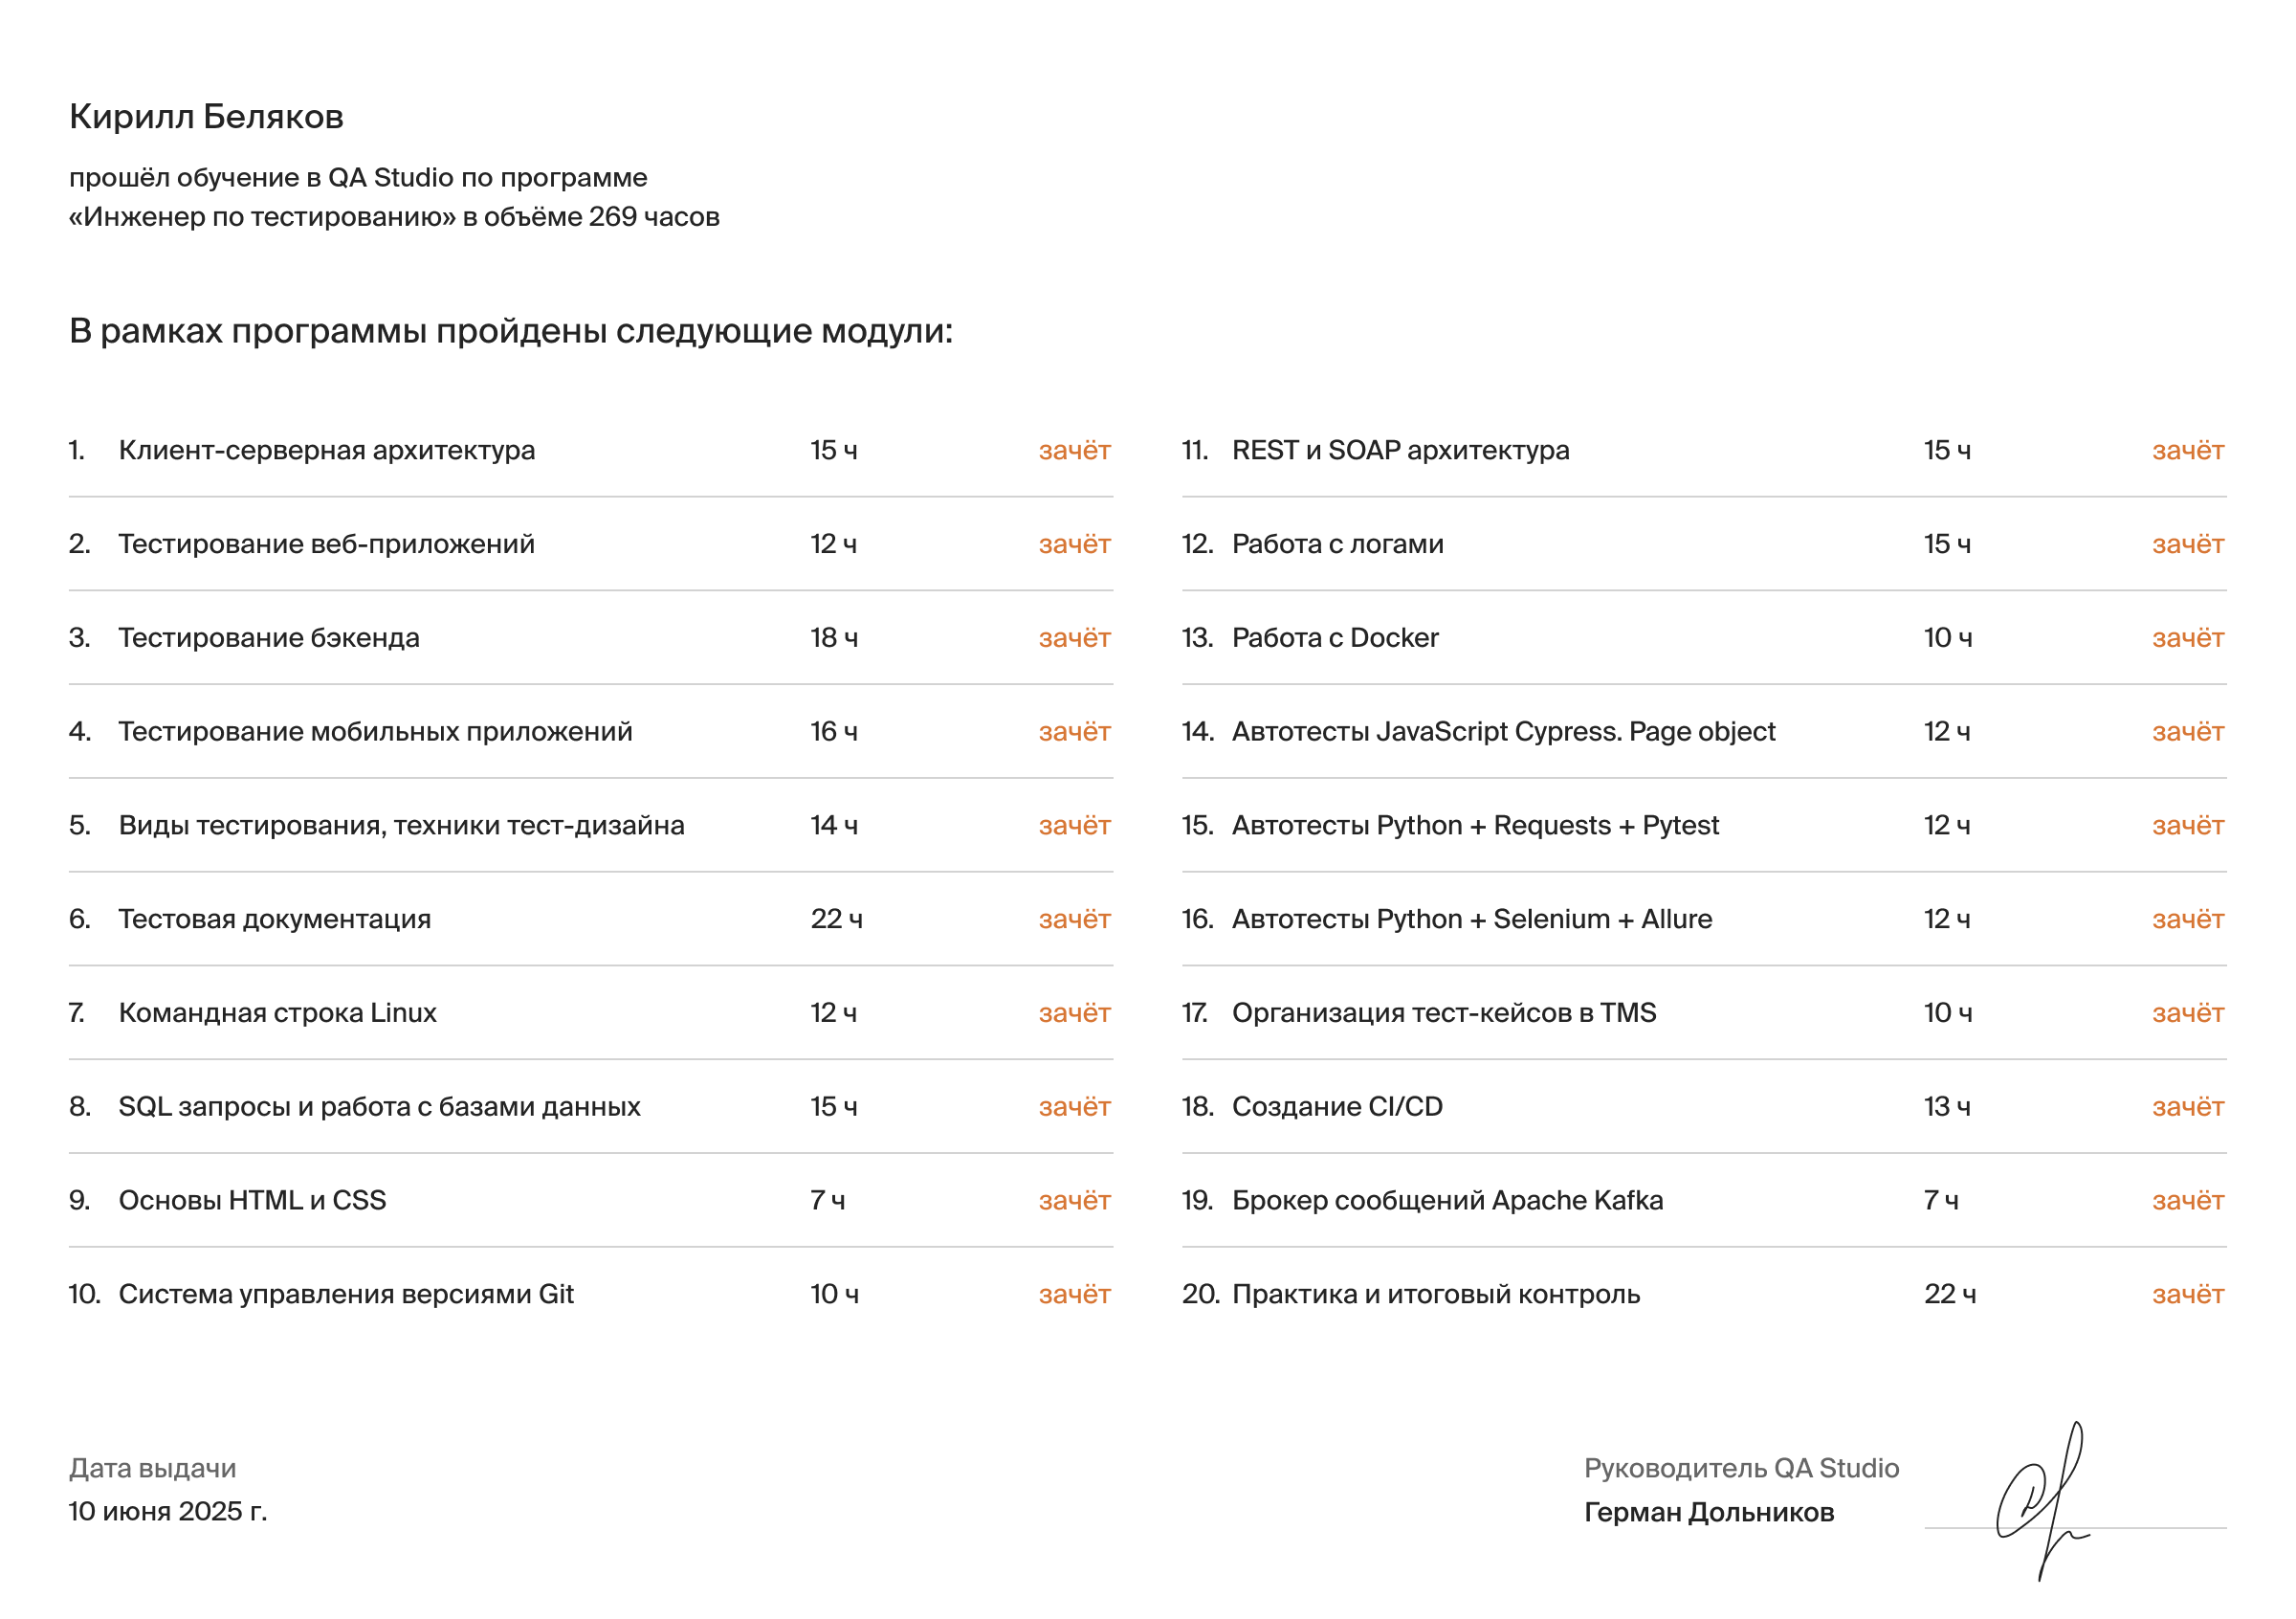 Кирилл Беляков
прошёл обучение в QA Studio по программе
«Инженер по тестированию» в объёме 269 часов
В рамках программы пройдены следующие модули:
1. Клиент-серверная архитектура 15 ч зачёт
2. Тестирование веб-приложений 12 ч зачёт
3. Тестирование бэкенда 18 ч зачёт
4. Тестирование мобильных приложений 16 ч зачёт
5. Виды тестирования, техники тест-дизайна 14 ч зачёт
6. Тестовая документация 22 ч зачёт
7. Командная строка Linux 12 ч зачёт
8. SQL запросы и работа с базами данных 15 ч зачёт
9. Основы HTML и CSS 7 ч зачёт
10. Система управления версиями Git 10 ч зачёт
11. REST и SOAP архитектура 15 ч зачёт
12. Работа с логами 15 ч зачёт
13. Работа с Docker 10 ч зачёт
14. Автотесты JavaScript Cypress. Page object 12 ч зачёт
15. Автотесты Python + Requests + Pytest 12 ч зачёт
16. Автотесты Python + Selenium + Allure 12 ч зачёт
17. Организация тест-кейсов в TMS 10 ч зачёт
18. Создание CI/CD 13 ч зачёт
19. Брокер сообщений Apache Kafka 7 ч зачёт
20. Практика и итоговый контроль 22 ч зачёт
Дата выдачи
10 июня 2025 г.
Руководитель QA Studio
Герман Дольников